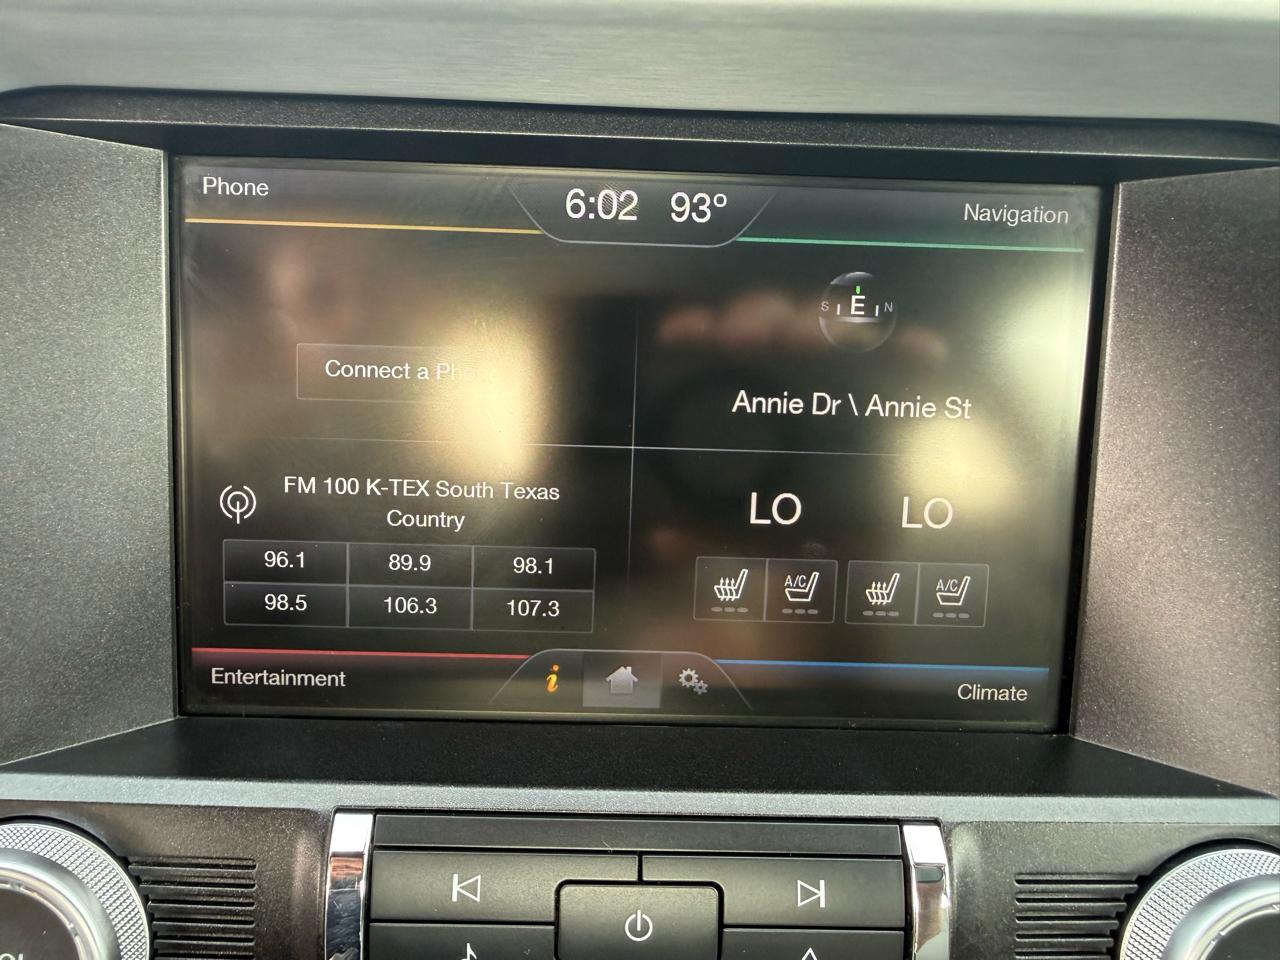 Phone
6:02 93°
Navigation
S E N
Connect a Phone
Annie Dr \ Annie St
FM 100 K-TEX South Texas
Country
LO LO
96.1 89.9 98.1
98.5 106.3 107.3
A/C A/C
Entertainment
i
Climate